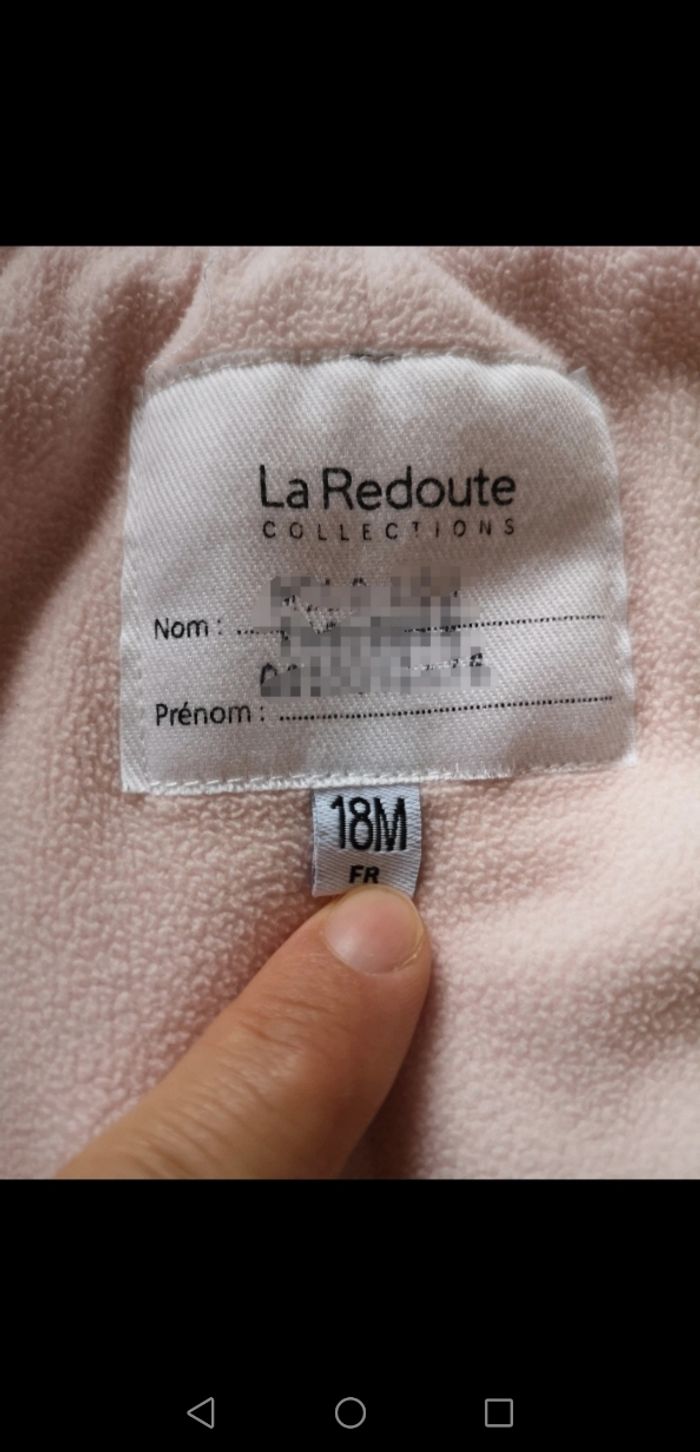 La Redoute
COLLECTIONS
Nom :
Prénom :
18M
FR